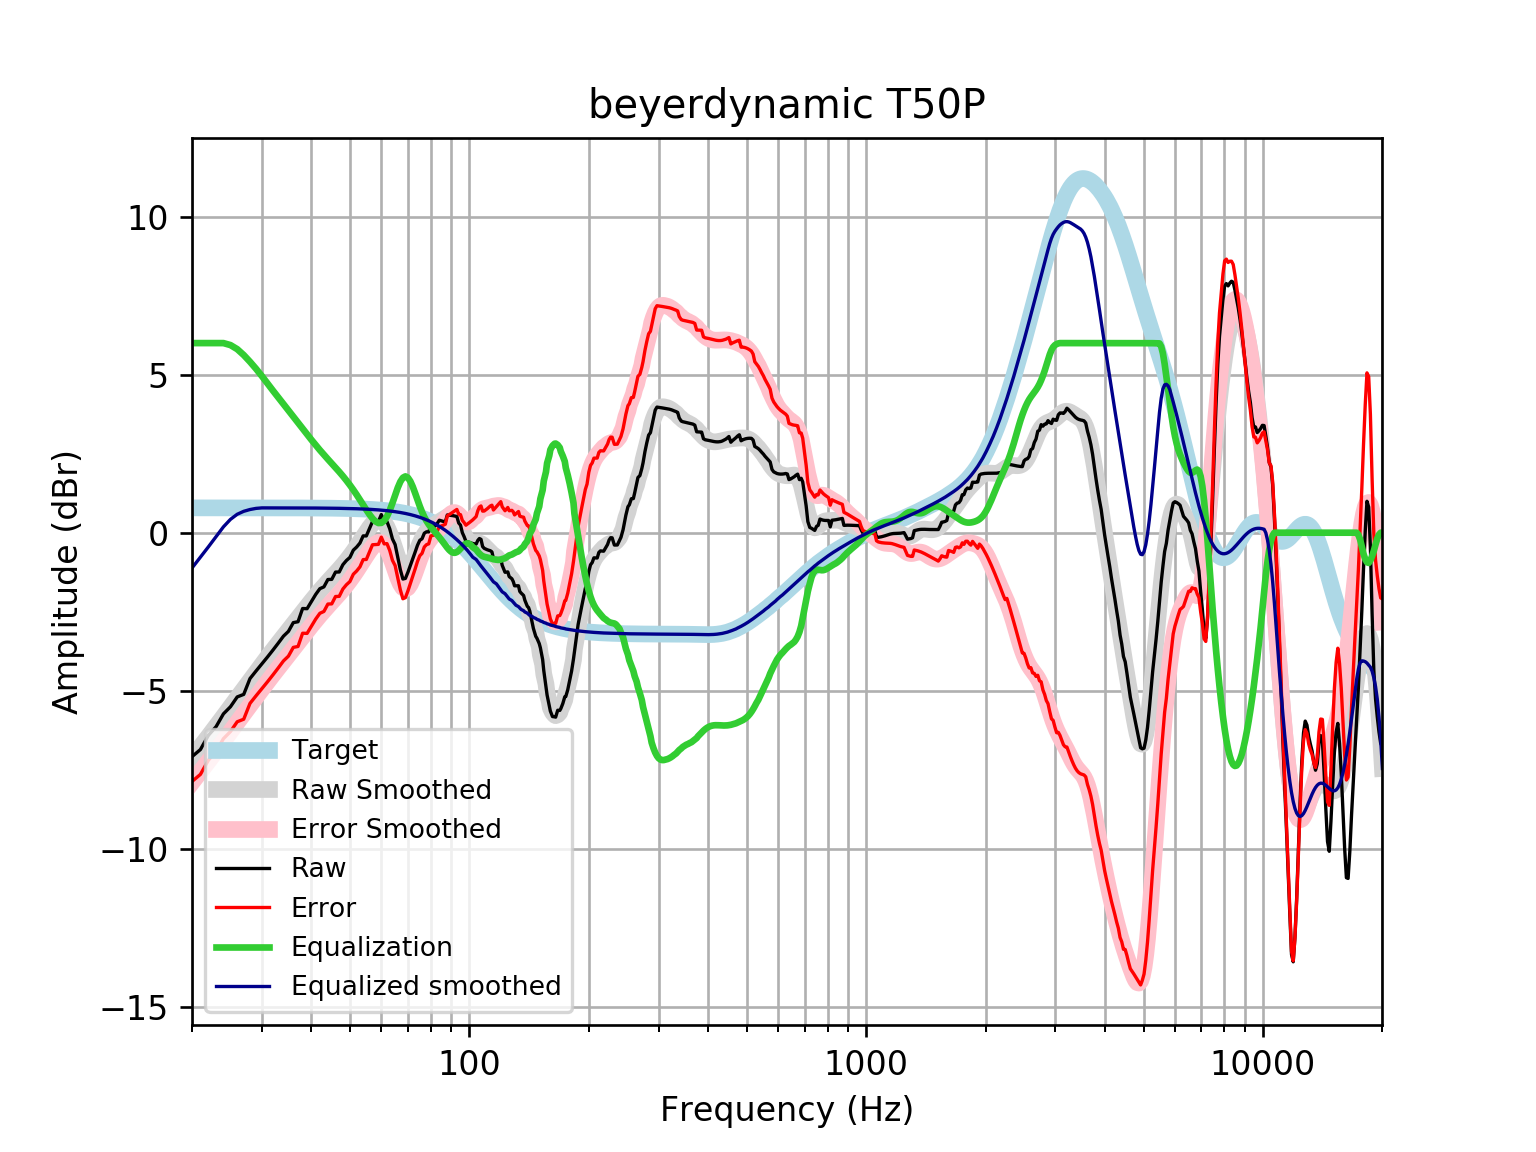 beyerdynamic T50P
Amplitude (dBr)
10
5
0
−5
−10
−15
Target
Raw Smoothed
Error Smoothed
Raw
Error
Equalization
Equalized smoothed
100 1000 10000
Frequency (Hz)